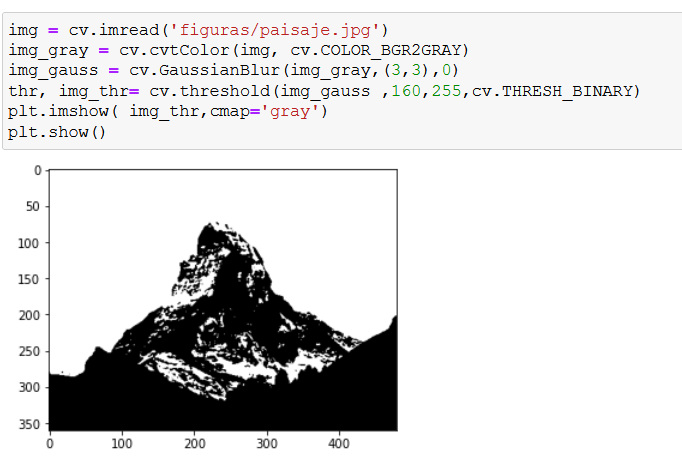 img = cv.imread('figuras/paisaje.jpg')
img_gray = cv.cvtColor(img, cv.COLOR_BGR2GRAY)
img_gauss = cv.GaussianBlur(img_gray,(3,3),0)
thr, img_thr= cv.threshold(img_gauss ,160,255,cv.THRESH_BINARY)
plt.imshow( img_thr,cmap='gray')
plt.show()
0
50
100
150
200
250
300
350
0 100 200 300 400